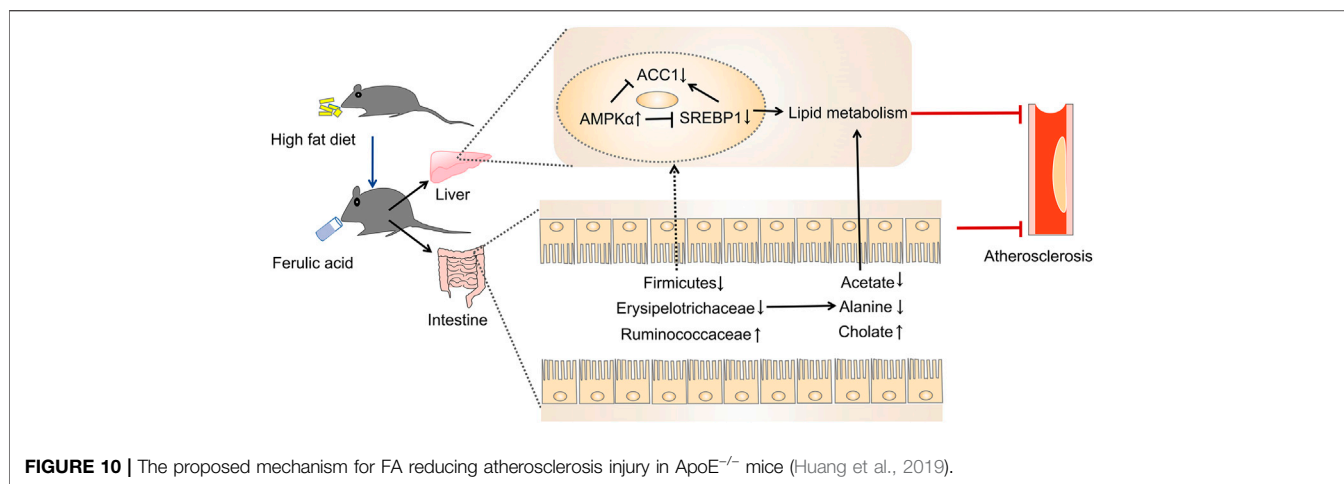 High fat diet
Ferulic acid
Liver
Intestine
ACC1↓
AMPKα↑
SREBP1↓
Lipid metabolism
Firmicutes↓
Erysipelotrichaceae↓
Ruminococcaceae↑
Acetate↓
Alanine↓
Cholate↑
Atherosclerosis
FIGURE 10 | The proposed mechanism for FA reducing atherosclerosis injury in ApoE−/− mice (Huang et al., 2019).